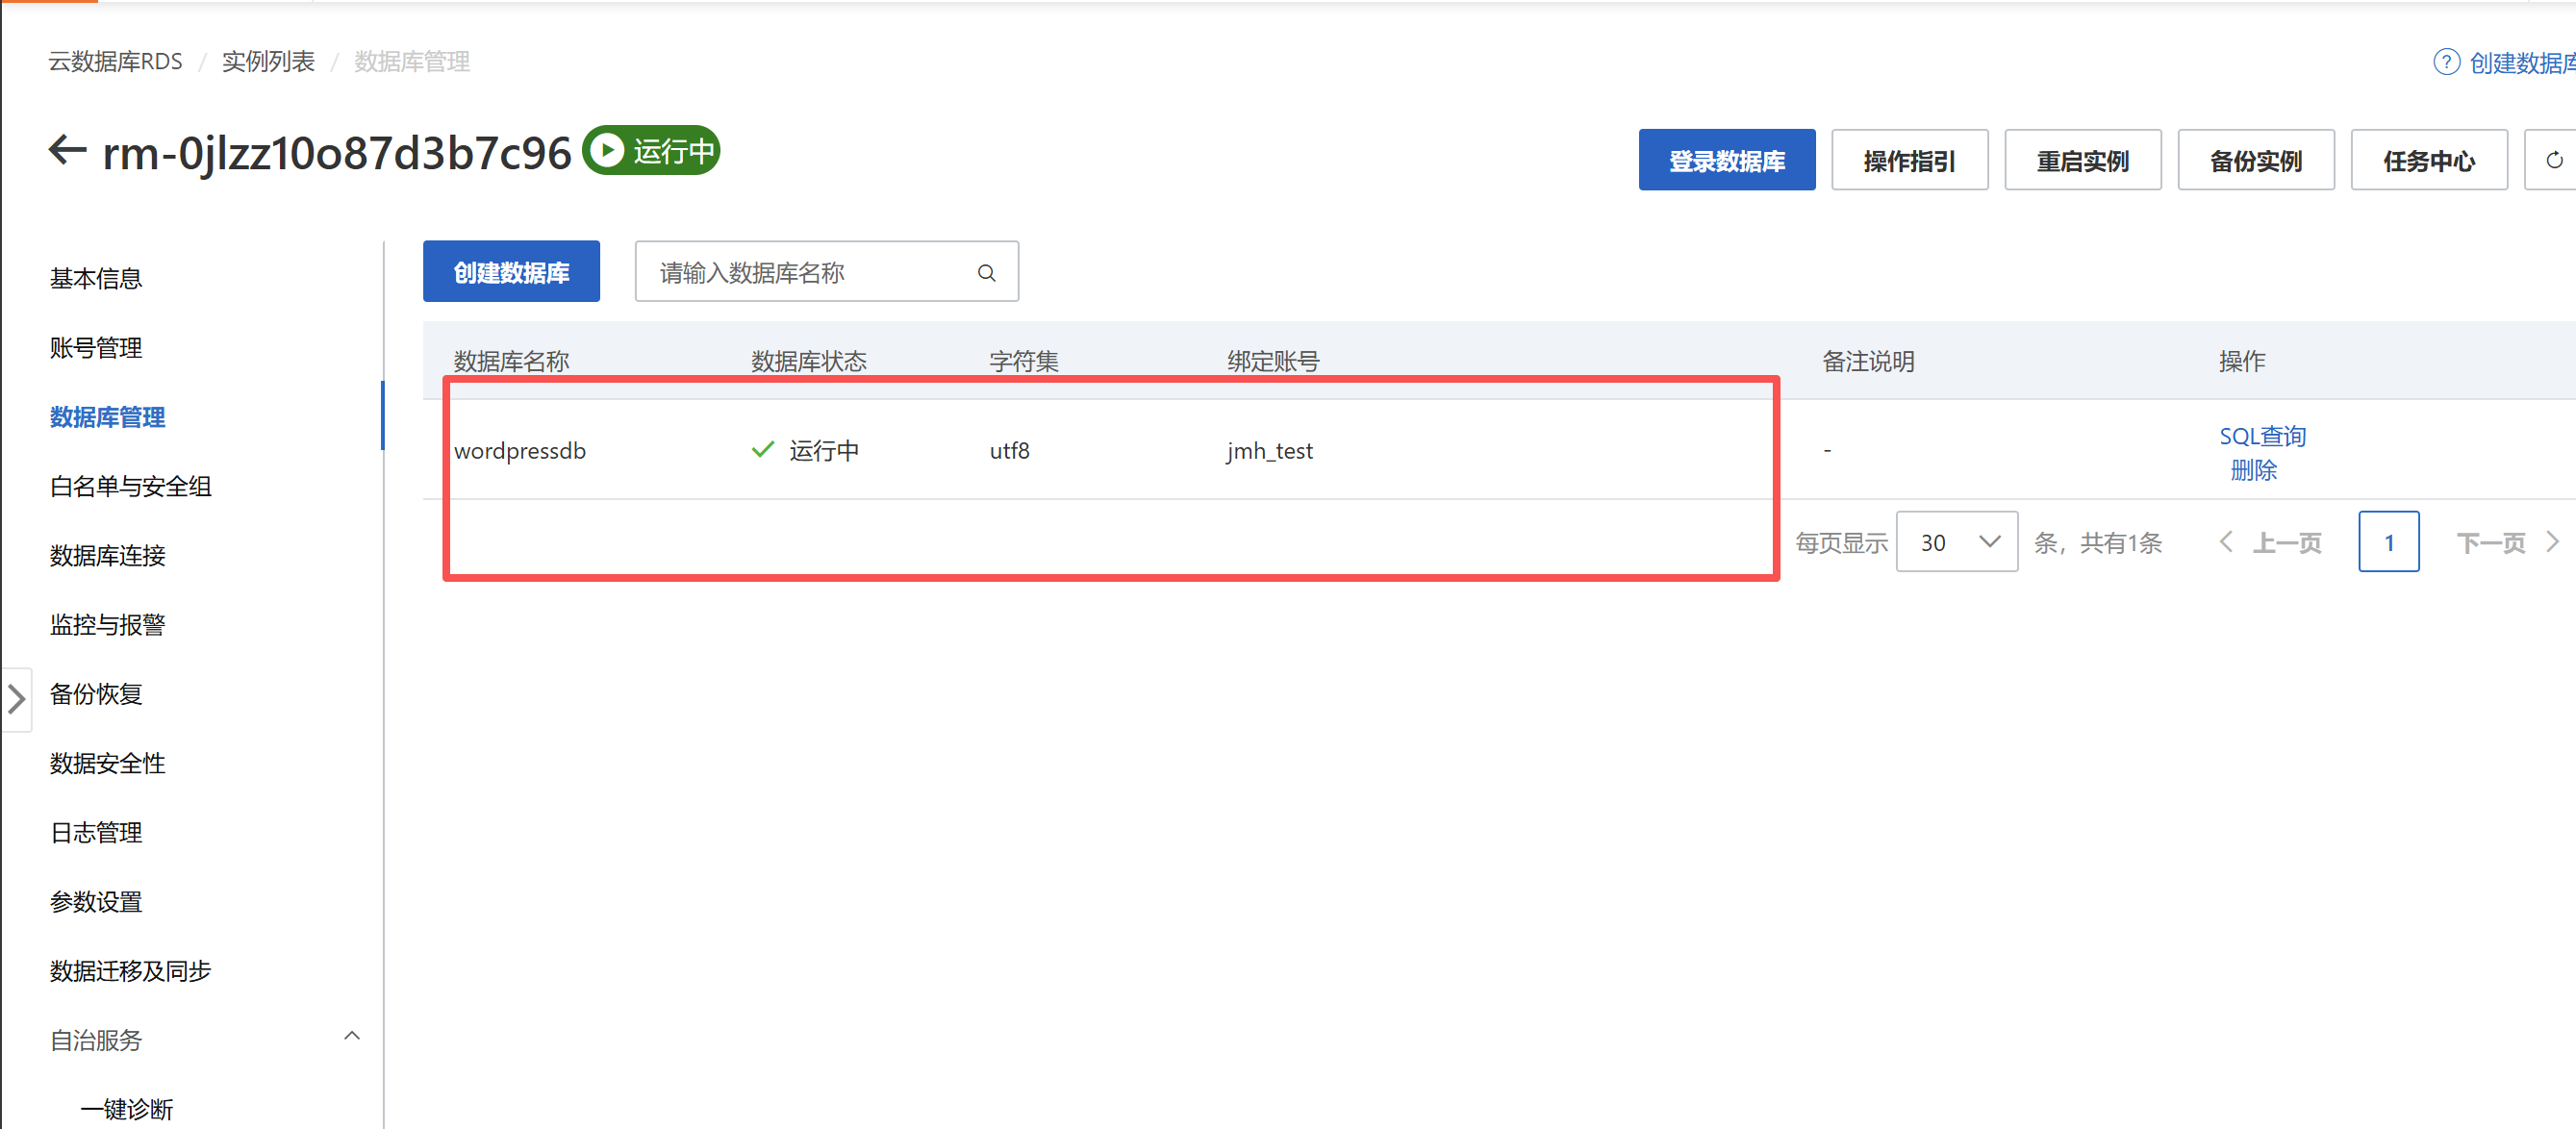 云数据库RDS / 实例列表 / 数据库管理
? 创建数据库
rm-0jlzz10o87d3b7c96 运行中
登录数据库 操作指引 重启实例 备份实例 任务中心
基本信息
账号管理
数据库管理
白名单与安全组
数据库连接
监控与报警
备份恢复
数据安全性
日志管理
参数设置
数据迁移及同步
自治服务
一键诊断
创建数据库 请输入数据库名称
数据库名称 数据库状态 字符集 绑定账号 备注说明 操作
wordpressdb 运行中 utf8 jmh_test - SQL查询
删除
每页显示 30 条，共有1条 上一页 1 下一页